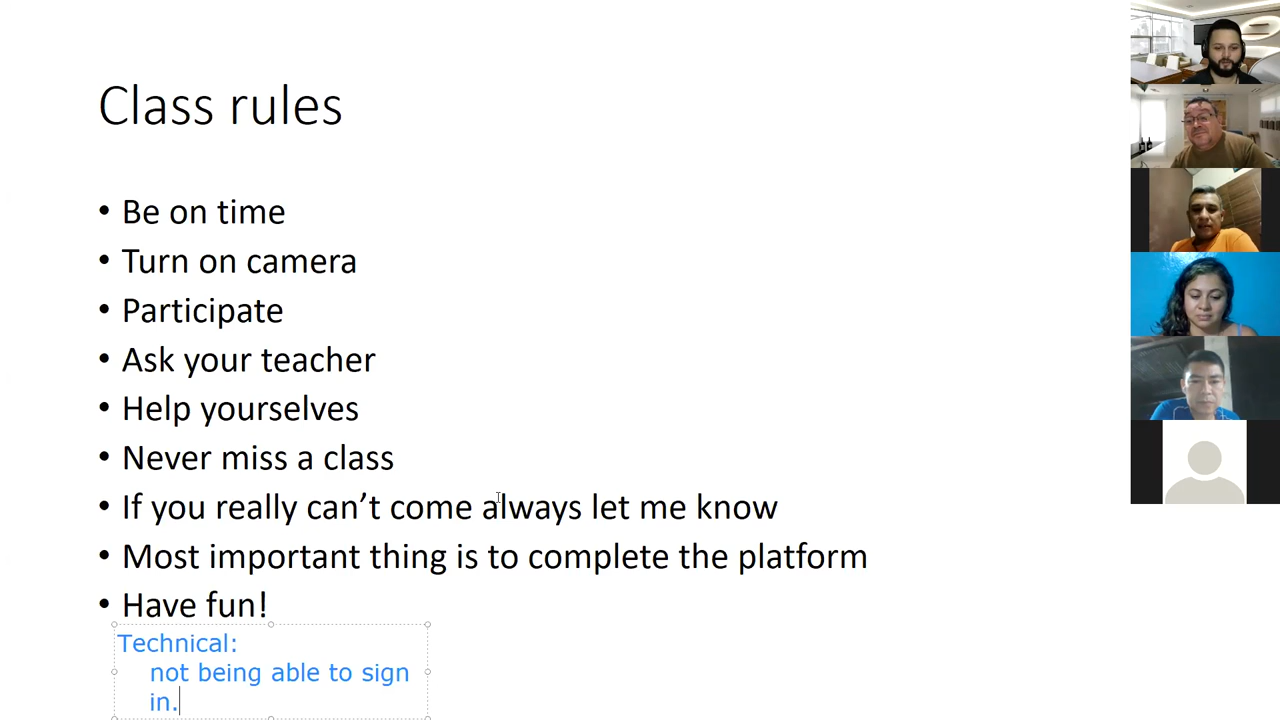 Class rules
• Be on time
• Turn on camera
• Participate
• Ask your teacher
• Help yourselves
• Never miss a class
• If you really can’t come always let me know
• Most important thing is to complete the platform
• Have fun!
Technical:
not being able to sign
in.